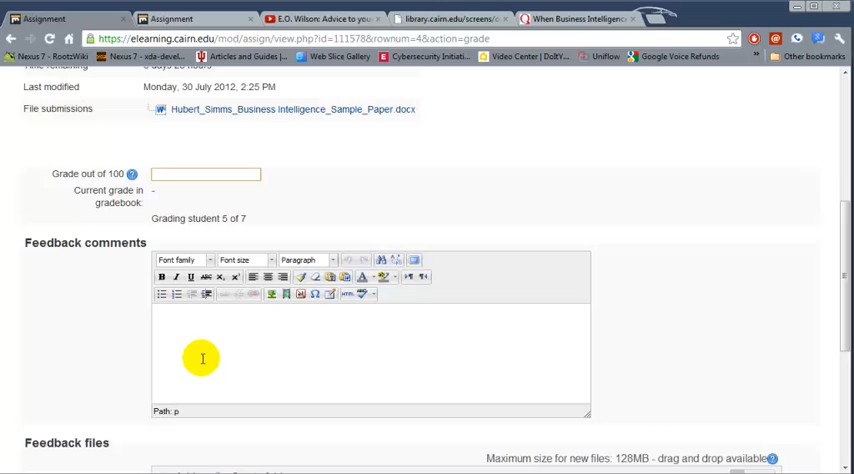 Assignment
Assignment
E.O. Wilson: Advice to you
library.cairn.edu/screens/
When Business Intelligence
https://elearning.cairn.edu/mod/assign/view.php?id=111578&rownum=4&action=grade
Nexus 7 - RootzWiki
Nexus 7 - xda-devel...
Articles and Guides |...
Web Slice Gallery
Cybersecurity Initiati...
Video Center | DoItYo...
Uniflow
Google Voice Refunds
Other bookmarks
Last modified
Monday, 30 July 2012, 2:25 PM
File submissions
Hubert_Simms_Business Intelligence_Sample_Paper.docx
Grade out of 100
Current grade in
gradebook:
-
Grading student 5 of 7
Feedback comments
Font family
Font size
Paragraph
B I U ABC
HTML
Path: p
Feedback files
Maximum size for new files: 128MB - drag and drop available